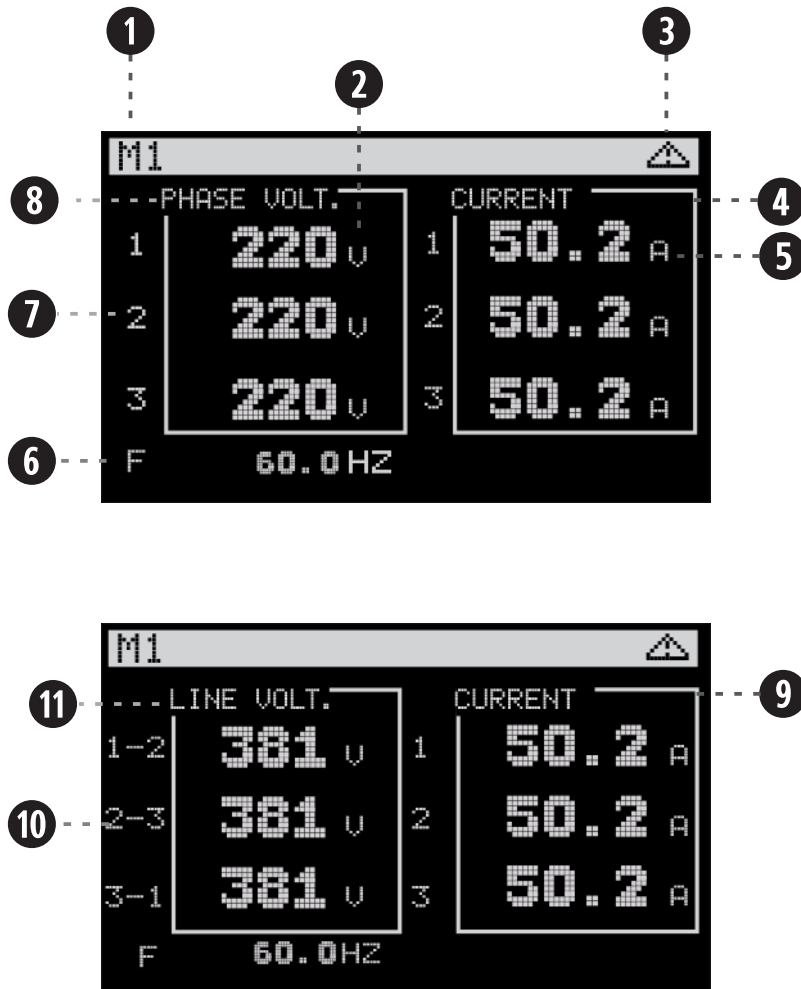 1 3
2
M1
8 PHASE VOLT. CURRENT 4
1 220 V 1 50.2 A 5
7 2 220 V 2 50.2 A
3 220 V 3 50.2 A
6 F 60.0 HZ
M1
11 LINE VOLT. CURRENT 9
1-2 381 V 1 50.2 A
10 2-3 381 V 2 50.2 A
3-1 381 V 3 50.2 A
F 60.0HZ